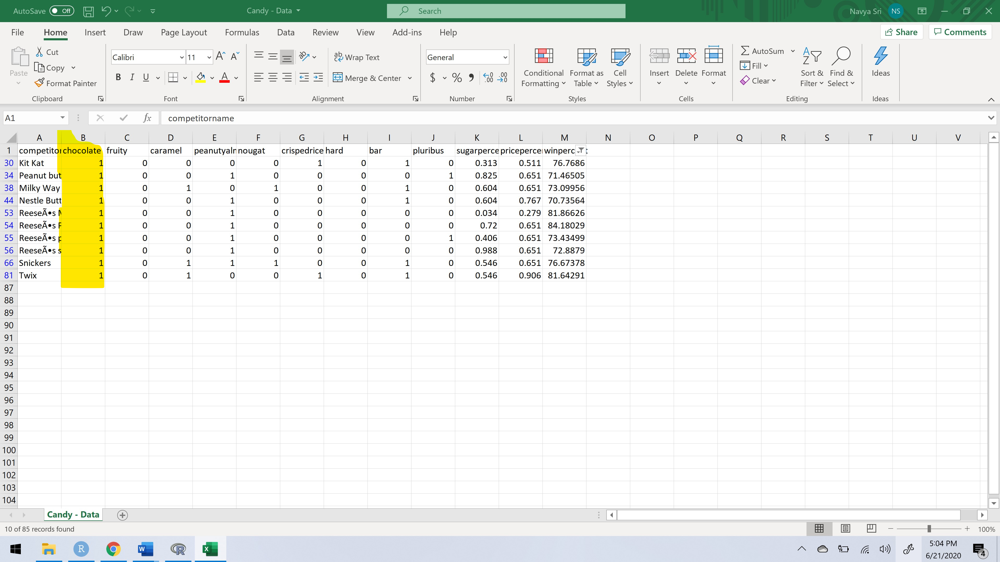 AutoSave Off Candy - Data Search Navya Sri NS
File Home Insert Draw Page Layout Formulas Data Review View Add-ins Help Share Comments
Paste Cut Copy Format Painter Clipboard
Calibri 11 A A B I U A Font
ab Wrap Text Merge & Center Alignment
General $ % 9 .00 .00 Number
Conditional Formatting Format as Table Cell Styles Styles
Insert Delete Format Cells
AutoSum Fill Clear Sort & Filter Find & Select Editing
Ideas Ideas
A1 fx competitorname
A B C D E F G H I J K L M N O P Q R S T U V
1 competitor chocolate fruity caramel peanutyaln nougat crispedrice hard bar pluribus sugarperce priceperce winperc t
30 Kit Kat 1 0 0 0 0 1 0 1 0 0.313 0.511 76.7686
34 Peanut but 1 0 0 1 0 0 0 0 1 0.825 0.651 71.46505
38 Milky Way 1 0 1 0 1 0 0 1 0 0.604 0.651 73.09956
44 Nestle Butt 1 0 0 1 0 0 0 1 0 0.604 0.767 70.73564
53 ReeseÃ•s M 1 0 0 1 0 0 0 0 0 0.034 0.279 81.86626
54 ReeseÃ•s P 1 0 0 1 0 0 0 0 0 0.72 0.651 84.18029
55 ReeseÃ•s p 1 0 0 1 0 0 0 0 1 0.406 0.651 73.43499
56 ReeseÃ•s s 1 0 0 1 0 0 0 0 0 0.988 0.651 72.8879
66 Snickers 1 0 1 1 1 0 0 1 0 0.546 0.651 76.67378
81 Twix 1 0 1 0 0 1 0 1 0 0.546 0.906 81.64291
87
88
89
90
91
92
93
94
95
96
97
98
99
100
101
102
103
104
Candy - Data
10 of 85 records found 100%
R W R X 5:04 PM
6/21/2020 4